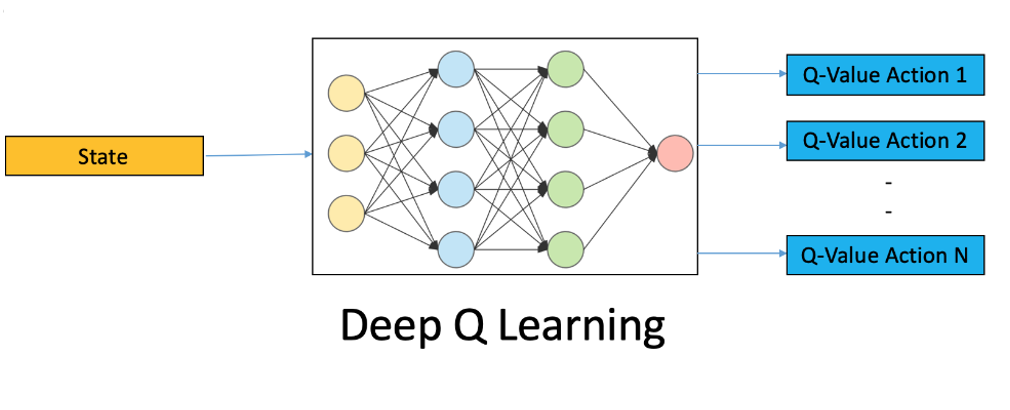 State
Q-Value Action 1
Q-Value Action 2
-
-
Q-Value Action N
Deep Q Learning